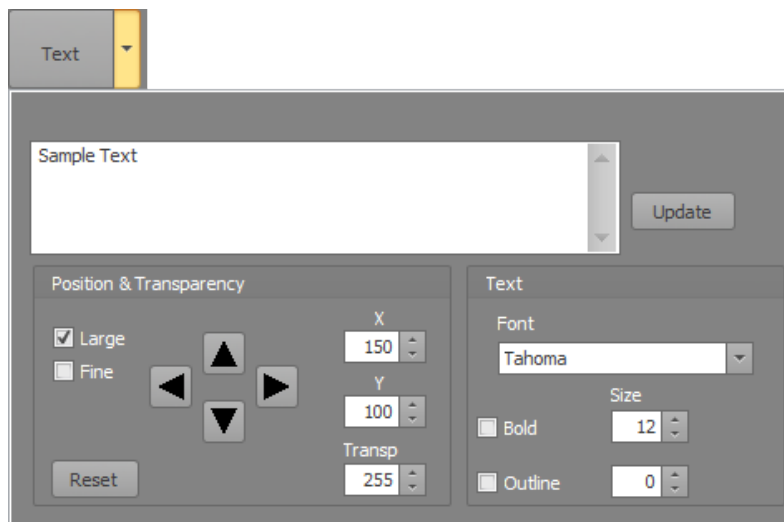 Text
Sample Text
Update
Position & Transparency
Large
Fine
X
150
Y
100
Transp
255
Reset
Text
Font
Tahoma
Size
Bold
12
Outline
0